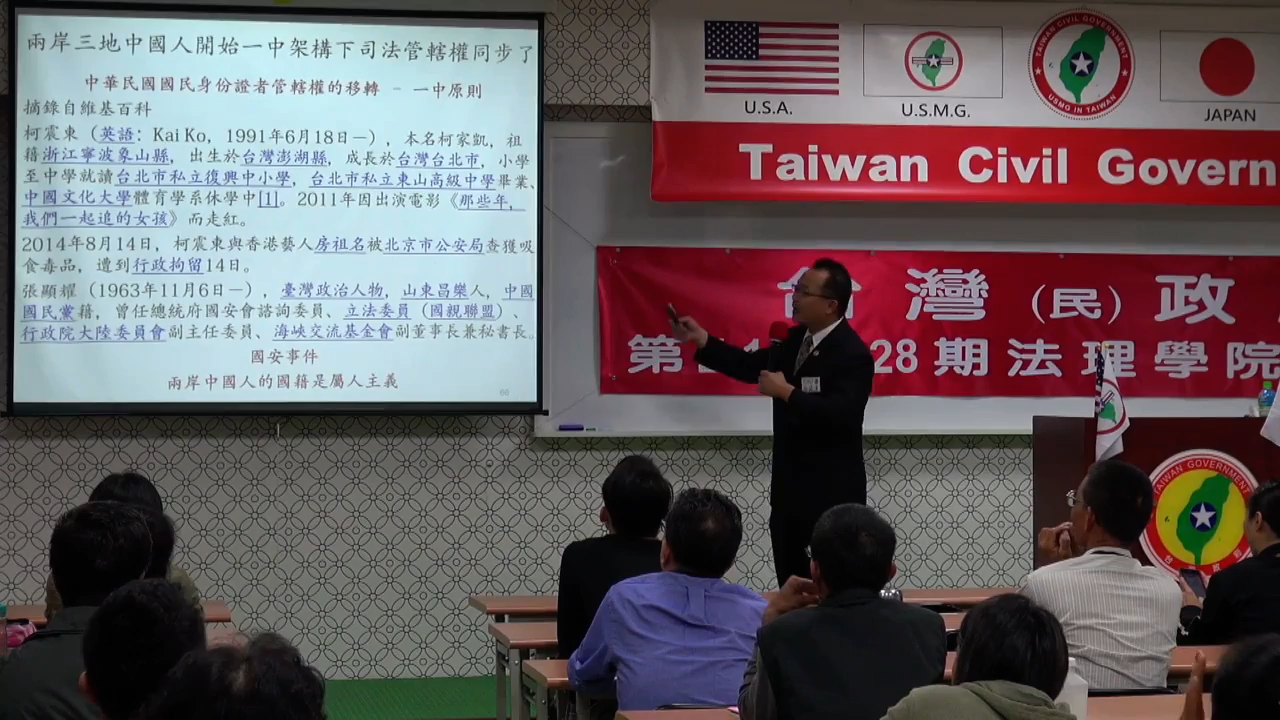 兩岸三地中國人開始一中架構下司法管轄權同步了
中華民國國民身份證者管轄權的移轉 – 一中原則
摘錄自維基百科
柯震東（英語：Kai Ko, 1991年6月18日－），本名柯家凱，祖
籍浙江寧波象山縣，出生於台灣澎湖縣，成長於台灣台北市，小學
至中學就讀台北市私立復興中小學，台北市私立東山高級中學畢業、
中國文化大學體育學系休學中[1]。2011年因出演電影《那些年，
我們一起追的女孩》而走紅。
2014年8月14日，柯震東與香港藝人房祖名被北京市公安局查獲吸
食毒品，遭到行政拘留14日。
張顯耀（1963年11月6日－），臺灣政治人物，山東昌樂人，中國
國民黨籍，曾任總統府國安會諮詢委員、立法委員（國親聯盟）、
行政院大陸委員會副主任委員、海峽交流基金會副董事長兼秘書長。
國安事件
兩岸中國人的國籍是屬人主義
U.S.A.
U.S.M.G.
TAIWAN CIVIL GOVERNMENT
USMG IN TAIWAN
JAPAN
Taiwan Civil Govern
台灣（民）政
第
28期法理學院
TAIWAN GOVERNMENT